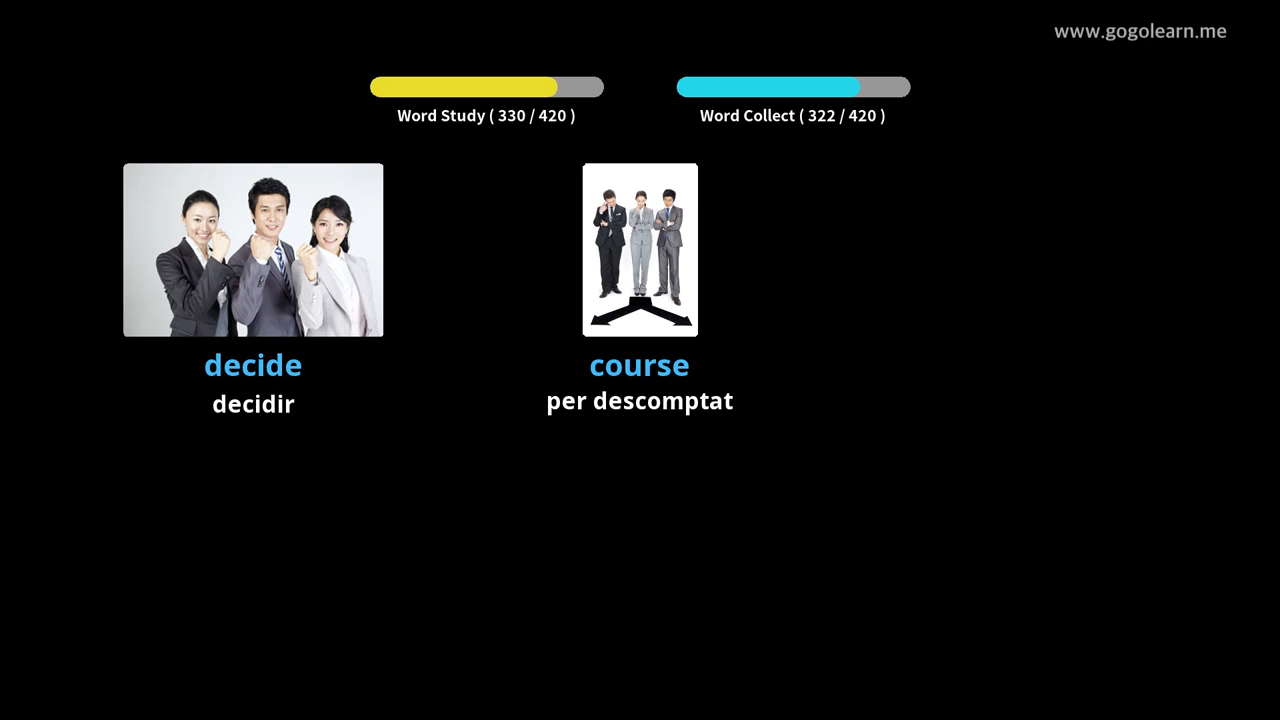 www.gogolearn.me
Word Study ( 330 / 420 )
Word Collect ( 322 / 420 )
decide
decidir
course
per descomptat